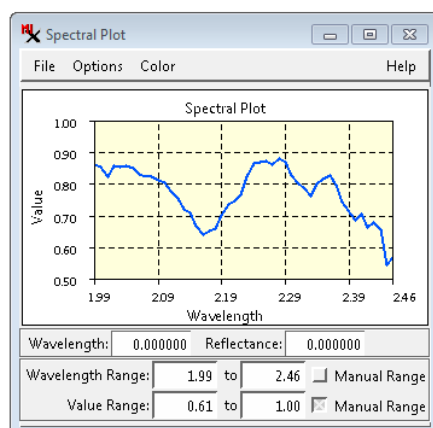 Spectral Plot
File Options Color Help
Spectral Plot
1.00
0.90
0.80
0.70
0.60
0.50
Value
1.99 2.09 2.19 2.29 2.39 2.46
Wavelength
Wavelength: 0.000000 Reflectance: 0.000000
Wavelength Range: 1.99 to 2.46 Manual Range
Value Range: 0.61 to 1.00 Manual Range